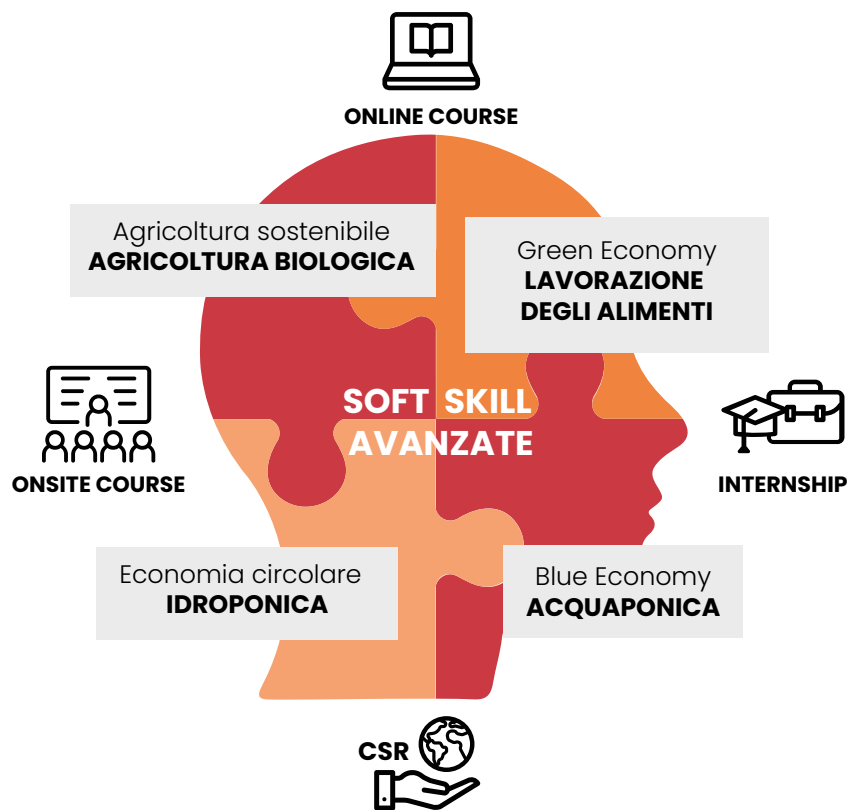 ONLINE COURSE
Agricoltura sostenibile
AGRICOLTURA BIOLOGICA
Green Economy
LAVORAZIONE
DEGLI ALIMENTI
SOFT SKILL
AVANZATE
ONSITE COURSE
INTERNSHIP
Economia circolare
IDROPONICA
Blue Economy
ACQUAPONICA
CSR